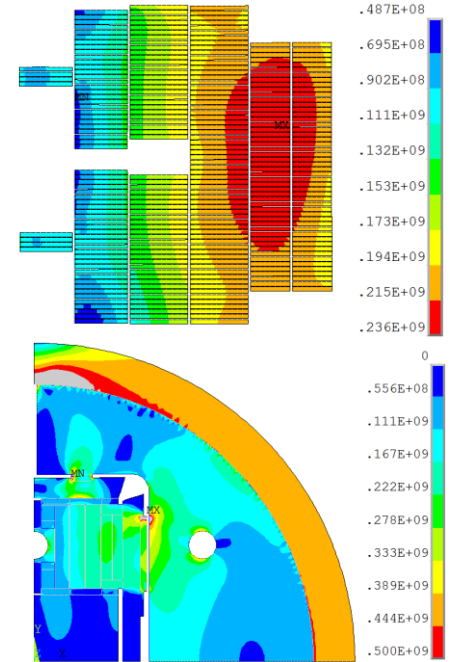 .487E+08
.695E+08
.902E+08
MN
.111E+09
MX
.132E+09
.153E+09
.173E+09
.194E+09
.215E+09
.236E+09
0
.556E+08
.111E+09
.167E+09
MN
.222E+09
MX
.278E+09
.333E+09
.389E+09
.444E+09
Y
Z X
.500E+09